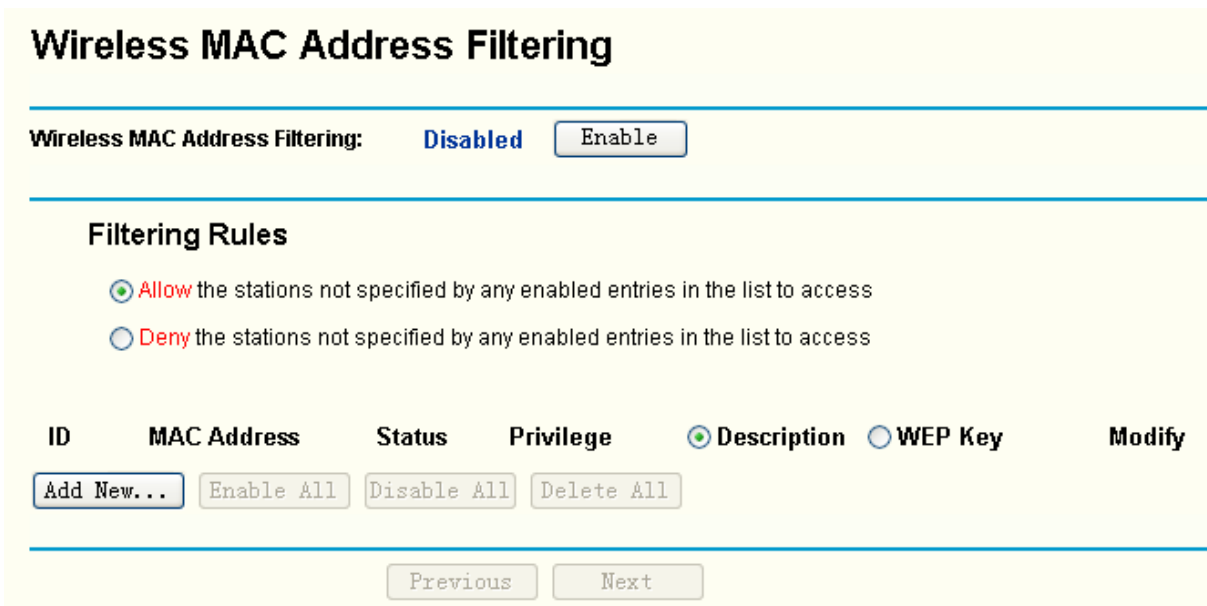 Wireless MAC Address Filtering
Wireless MAC Address Filtering: Disabled Enable
Filtering Rules
Allow the stations not specified by any enabled entries in the list to access
Deny the stations not specified by any enabled entries in the list to access
ID MAC Address Status Privilege Description WEP Key Modify
Add New... Enable All Disable All Delete All
Previous Next